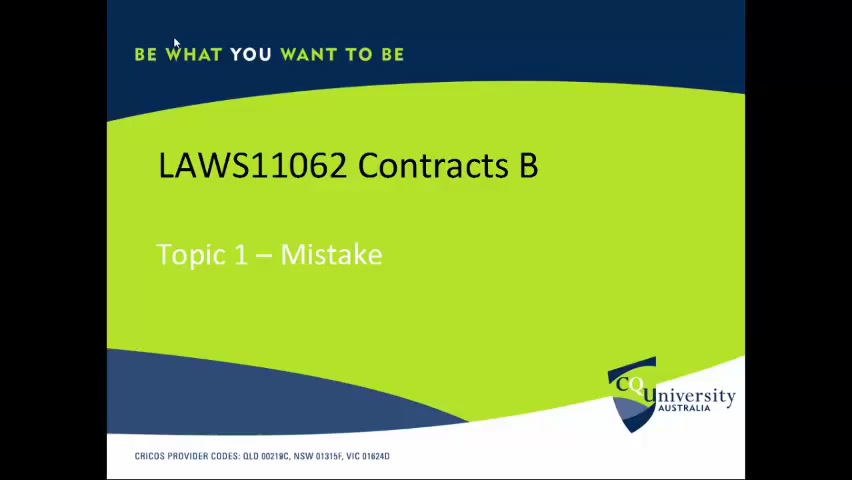 BE WHAT YOU WANT TO BE
LAWS11062 Contracts B
Topic 1 – Mistake
CQUniversity
AUSTRALIA
CRICOS PROVIDER CODES: QLD 00219C, NSW 01315F, VIC 01624D